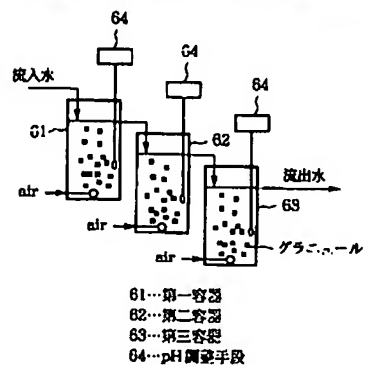 64
64
64
流入水
61
62
流出水
63
air
air
air
グラニュール
61…第一容器
62…第二容器
63…第三容器
64…pH調整手段